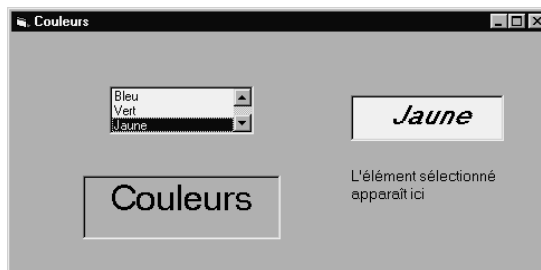 Couleurs
Bleu
Vert
Jaune
Jaune
Couleurs
L'élément sélectionné
apparaît ici